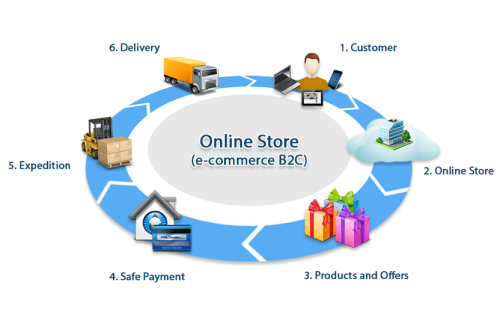 6. Delivery
1. Customer
Online Store
(e-commerce B2C)
5. Expedition
2. Online Store
4. Safe Payment
3. Products and Offers